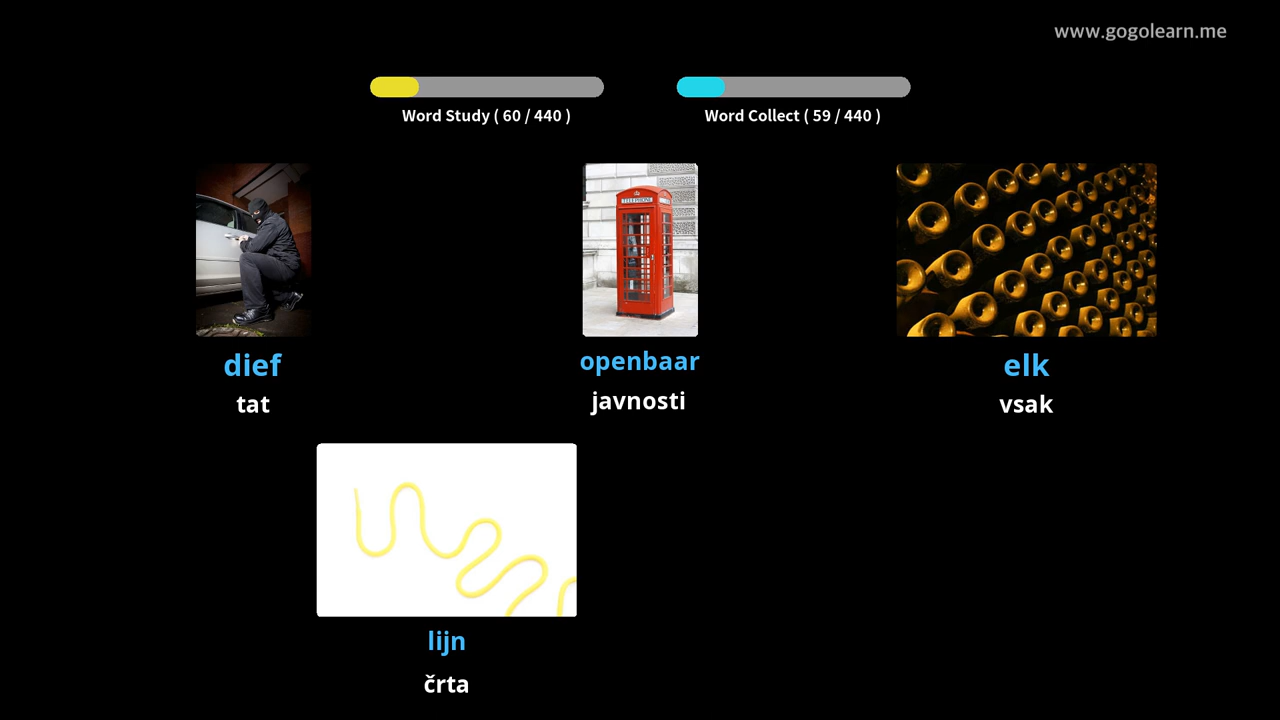 www.gogolearn.me
Word Study ( 60 / 440 )
Word Collect ( 59 / 440 )
TELEPHONE
dief
tat
openbaar
javnosti
elk
vsak
lijn
črta